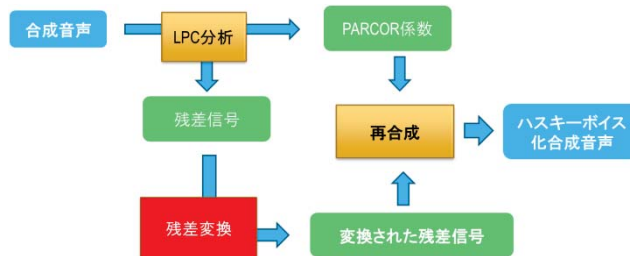 合成音声
LPC分析
PARCOR係数
残差信号
再合成
ハスキーボイス
化合成音声
残差変換
変換された残差信号